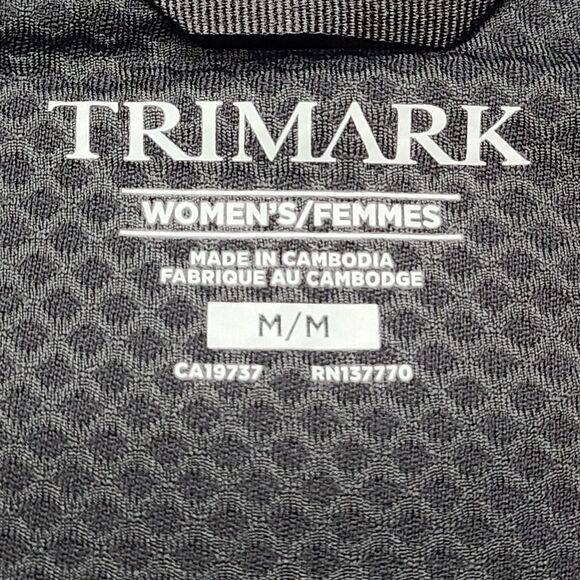 TRIMARK
WOMEN'S/FEMMES
MADE IN CAMBODIA
FABRIQUE AU CAMBODGE
M/M
CA19737 RN137770